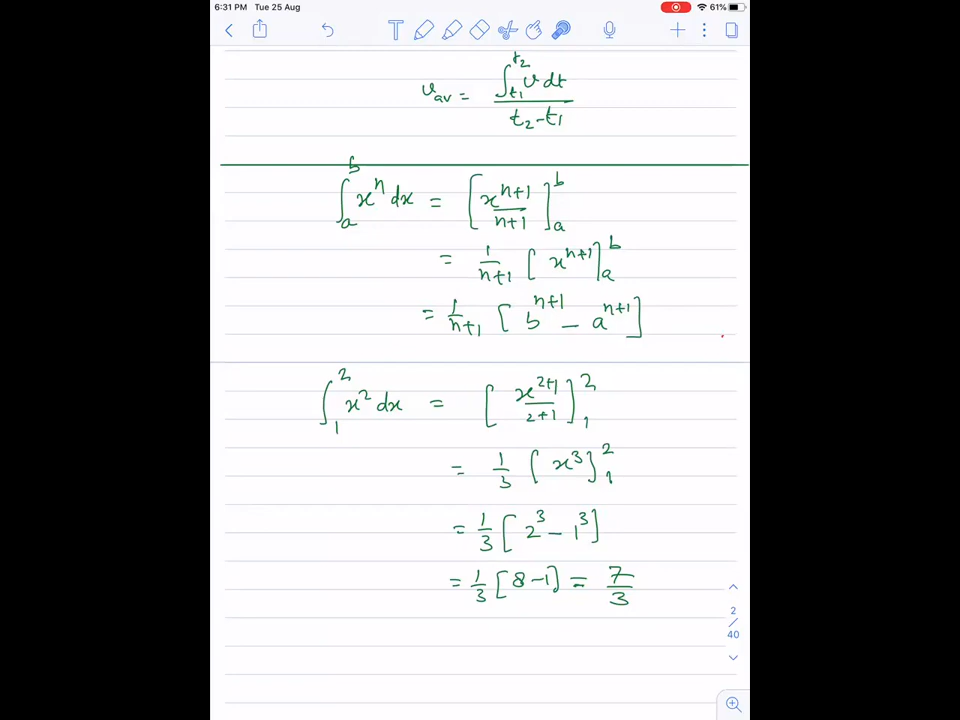 6:31 PM Tue 25 Aug 61%
v_av = ∫_{t1}^{t2} v dt / t2-t1
∫_a^b x^n dx = [x^{n+1}/n+1]_a^b
= 1/n+1 [x^{n+1}]_a^b
= 1/n+1 [b^{n+1} - a^{n+1}]
∫_1^2 x^2 dx = [x^{2+1}/2+1]_1^2
= 1/3 [x^3]_1^2
= 1/3 [2^3 - 1^3]
= 1/3 [8-1] = 7/3
2
/
40